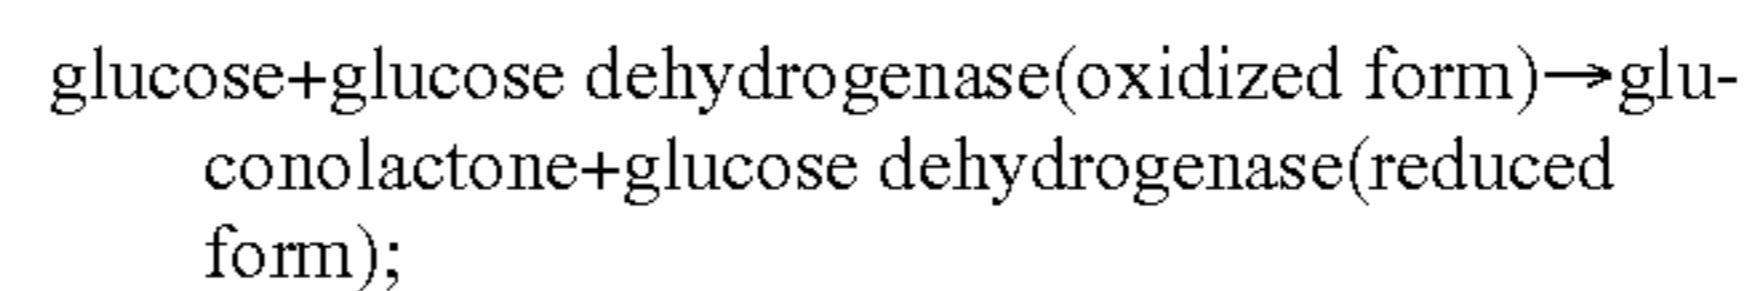 glucose+glucose dehydrogenase(oxidized form)→glu-
conolactone+glucose dehydrogenase(reduced
form);